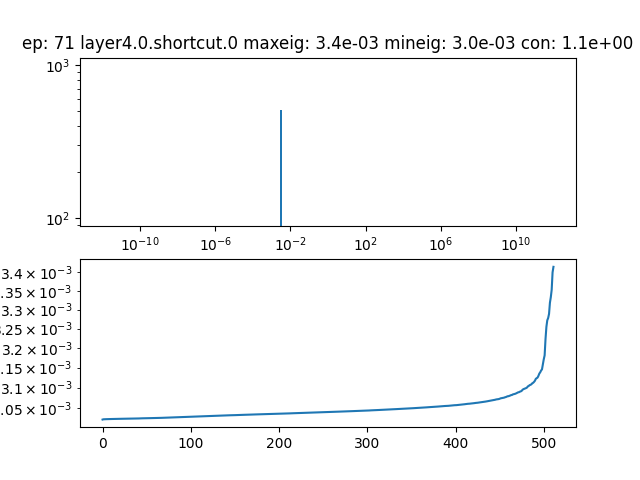 ep: 71 layer4.0.shortcut.0 maxeig: 3.4e-03 mineig: 3.0e-03 con: 1.1e+00
10³
10²
10⁻¹⁰ 10⁻⁶ 10⁻² 10² 10⁶ 10¹⁰
3.4 × 10⁻³
.35 × 10⁻³
3.3 × 10⁻³
3.25 × 10⁻³
3.2 × 10⁻³
.15 × 10⁻³
3.1 × 10⁻³
.05 × 10⁻³
0 100 200 300 400 500